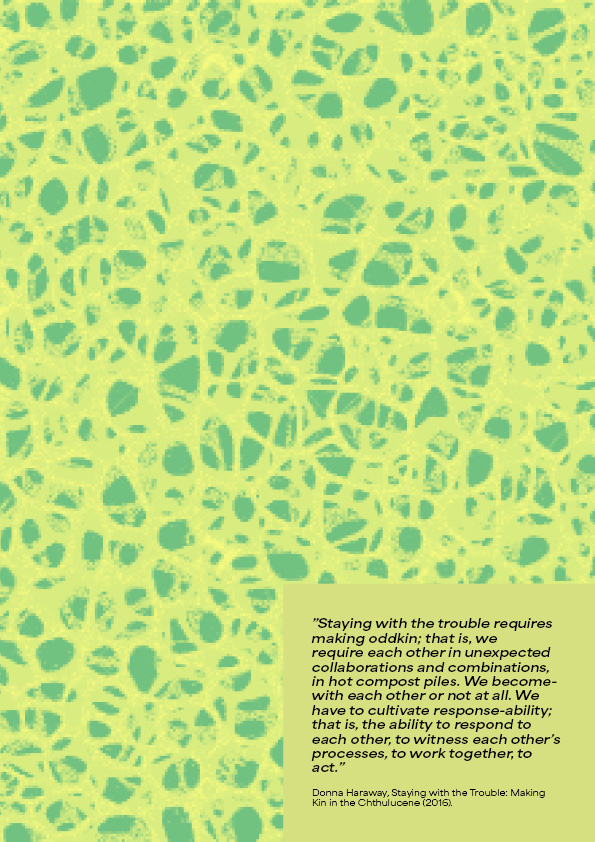 ”Staying with the trouble requires
making oddkin; that is, we
require each other in unexpected
collaborations and combinations,
in hot compost piles. We become-
with each other or not at all. We
have to cultivate response-ability;
that is, the ability to respond to
each other, to witness each other’s
processes, to work together, to
act.”
Donna Haraway, Staying with the Trouble: Making
Kin in the Chthulucene (2016).